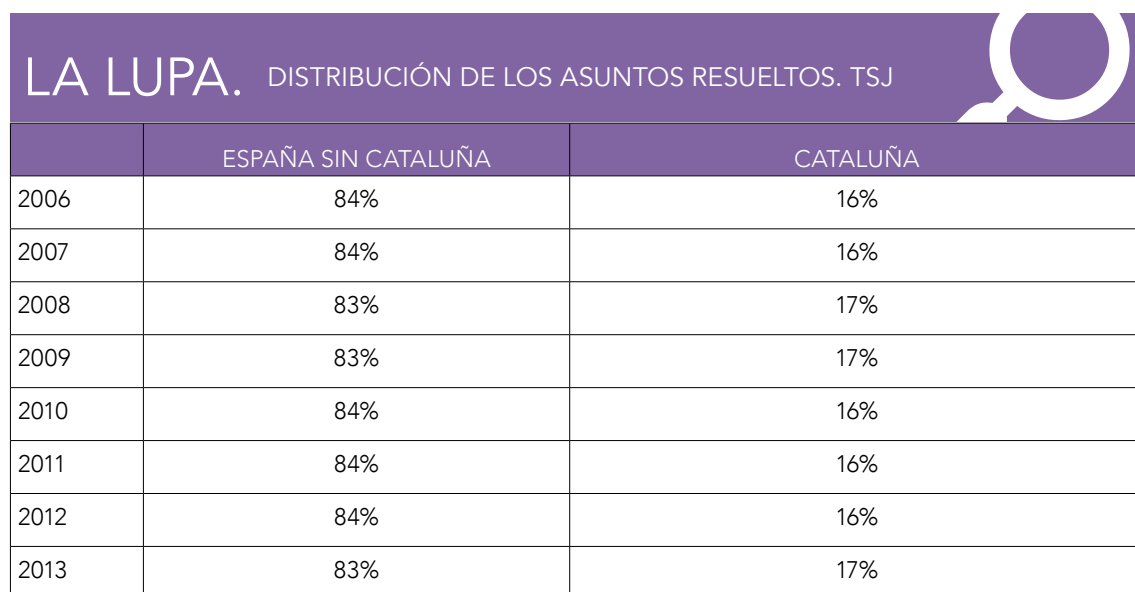 LA LUPA. DISTRIBUCIÓN DE LOS ASUNTOS RESUELTOS. TSJ
ESPAÑA SIN CATALUÑA CATALUÑA
2006 84% 16%
2007 84% 16%
2008 83% 17%
2009 83% 17%
2010 84% 16%
2011 84% 16%
2012 84% 16%
2013 83% 17%